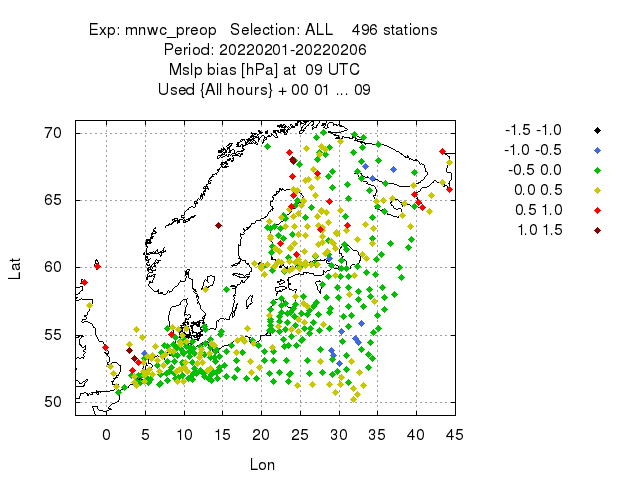 Exp: mnwc_preop   Selection: ALL    496 stations
Period: 20220201-20220206
Mslp bias [hPa] at  09 UTC
Used {All hours} + 00 01 ... 09
-1.5 -1.0
-1.0 -0.5
-0.5 0.0
0.0 0.5
0.5 1.0
1.0 1.5
70
65
60
55
50
Lat
0 5 10 15 20 25 30 35 40 45
Lon